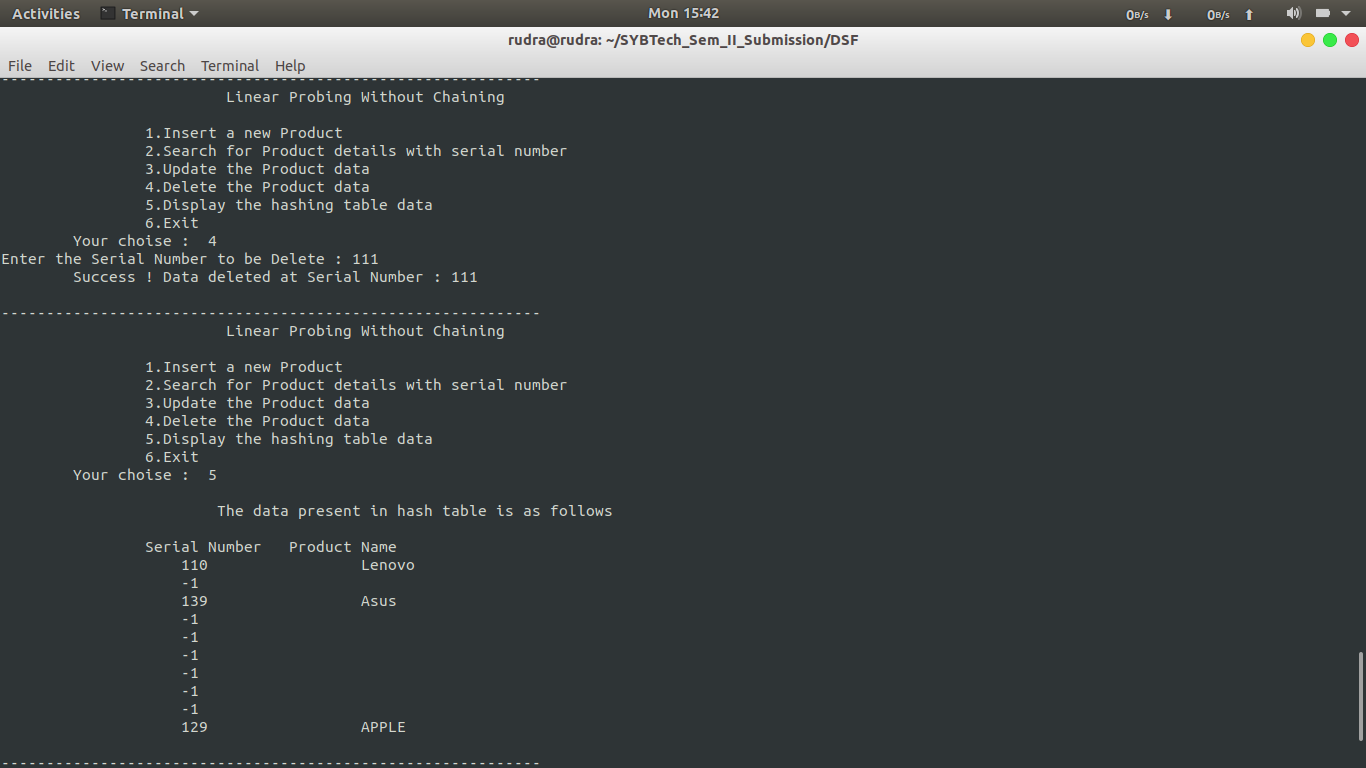 Activities Terminal Mon 15:42 0B/s 0B/s
rudra@rudra: ~/SYBTech_Sem_II_Submission/DSF
File Edit View Search Terminal Help
------------------------------------------------------------
Linear Probing Without Chaining
1.Insert a new Product
2.Search for Product details with serial number
3.Update the Product data
4.Delete the Product data
5.Display the hashing table data
6.Exit
Your choise : 4
Enter the Serial Number to be Delete : 111
Success ! Data deleted at Serial Number : 111
------------------------------------------------------------
Linear Probing Without Chaining
1.Insert a new Product
2.Search for Product details with serial number
3.Update the Product data
4.Delete the Product data
5.Display the hashing table data
6.Exit
Your choise : 5
The data present in hash table is as follows
Serial Number Product Name
110 Lenovo
-1
139 Asus
-1
-1
-1
-1
-1
-1
129 APPLE
------------------------------------------------------------